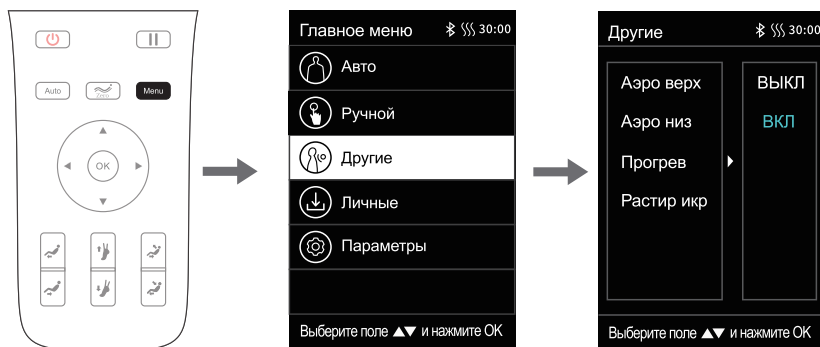 Auto
Zero
Menu
OK
Главное меню 30:00
Авто
Ручной
Другие
Личные
Параметры
Выберите поле ▲▼ и нажмите OK
Другие 30:00
Аэро верх ВЫКЛ
Аэро низ ВКЛ
Прогрев
Растир икр
Выберите поле ▲▼ и нажмите OK